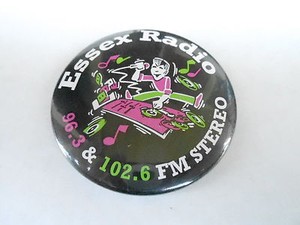 Essex Radio
96.3 & 102.6 FM STEREO